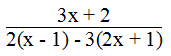 3x + 2
2(x - 1) - 3(2x + 1)